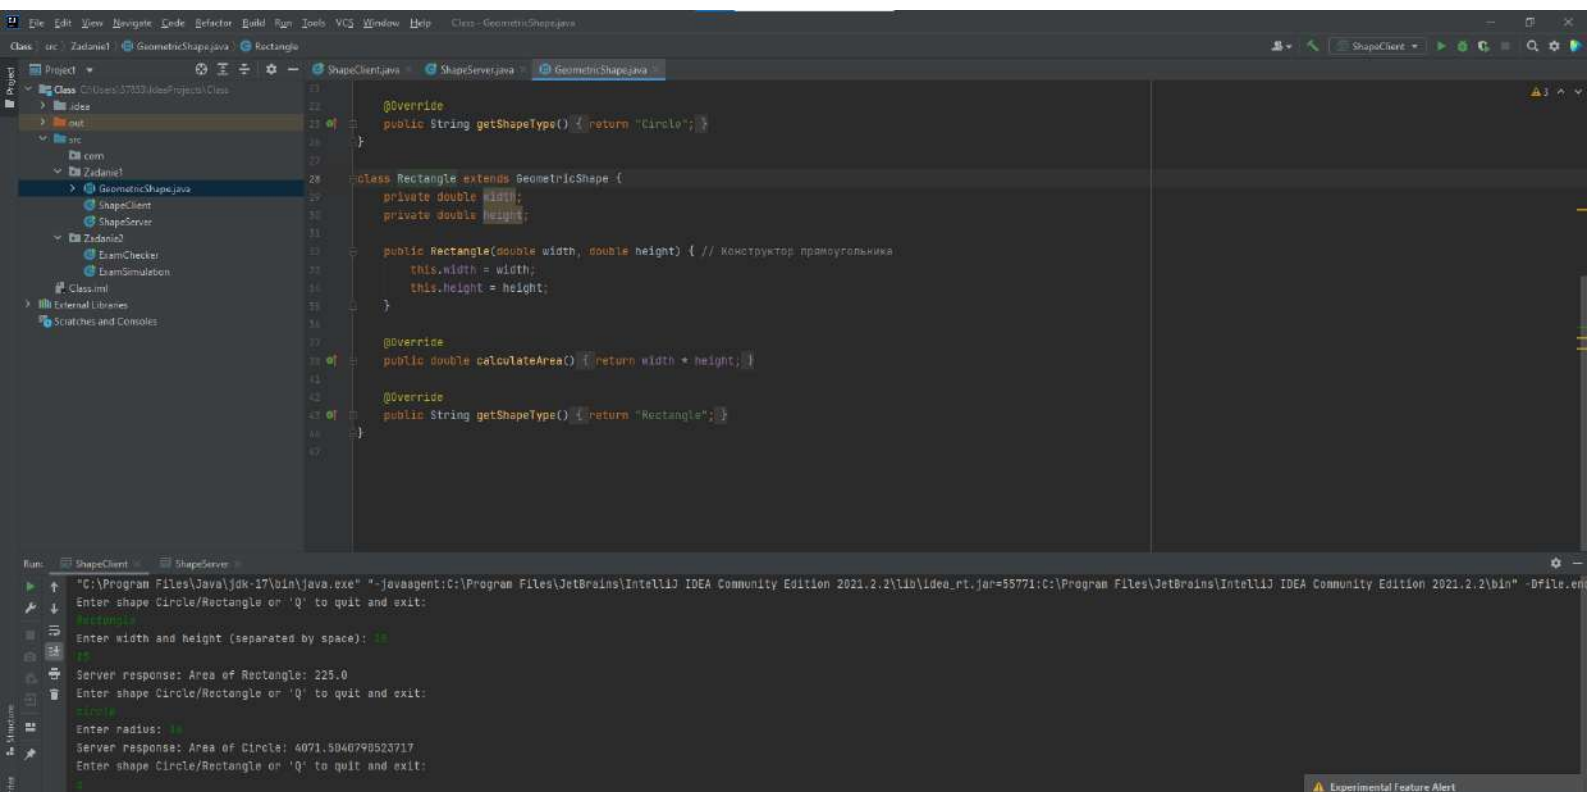 File Edit View Navigate Code Refactor Build Run Tools VCS Window Help Class - GeometricShape.java
Class src Zadanie1 GeometricShape.java Rectangle
ShapeClient
Project
ShapeClient.java ShapeServer.java GeometricShape.java
Class C:\Users\37533\IdeaProjects\Class
.idea
out
src
com
Zadanie1
GeometricShape.java
ShapeClient
ShapeServer
Zadanie2
ExamChecker
ExamSimulation
Class.iml
External Libraries
Scratches and Consoles
Project
Structure
3
@Override
public String getShapeType() { return "Circle"; }
}
28 class Rectangle extends GeometricShape {
private double width;
private double height;
public Rectangle(double width, double height) { // Конструктор прямоугольника
this.width = width;
this.height = height;
}
@Override
public double calculateArea() { return width * height; }
@Override
public String getShapeType() { return "Rectangle"; }
}
Run: ShapeClient ShapeServer
"C:\Program Files\Java\jdk-17\bin\java.exe" "-javaagent:C:\Program Files\JetBrains\IntelliJ IDEA Community Edition 2021.2.2\lib\idea_rt.jar=55771:C:\Program Files\JetBrains\IntelliJ IDEA Community Edition 2021.2.2\bin" -Dfile.en
Enter shape Circle/Rectangle or 'Q' to quit and exit:
Rectangle
Enter width and height (separated by space):
Server response: Area of Rectangle: 225.0
Enter shape Circle/Rectangle or 'Q' to quit and exit:
circle
Enter radius:
Server response: Area of Circle: 4071.5040790523717
Enter shape Circle/Rectangle or 'Q' to quit and exit:
Experimental Feature Alert